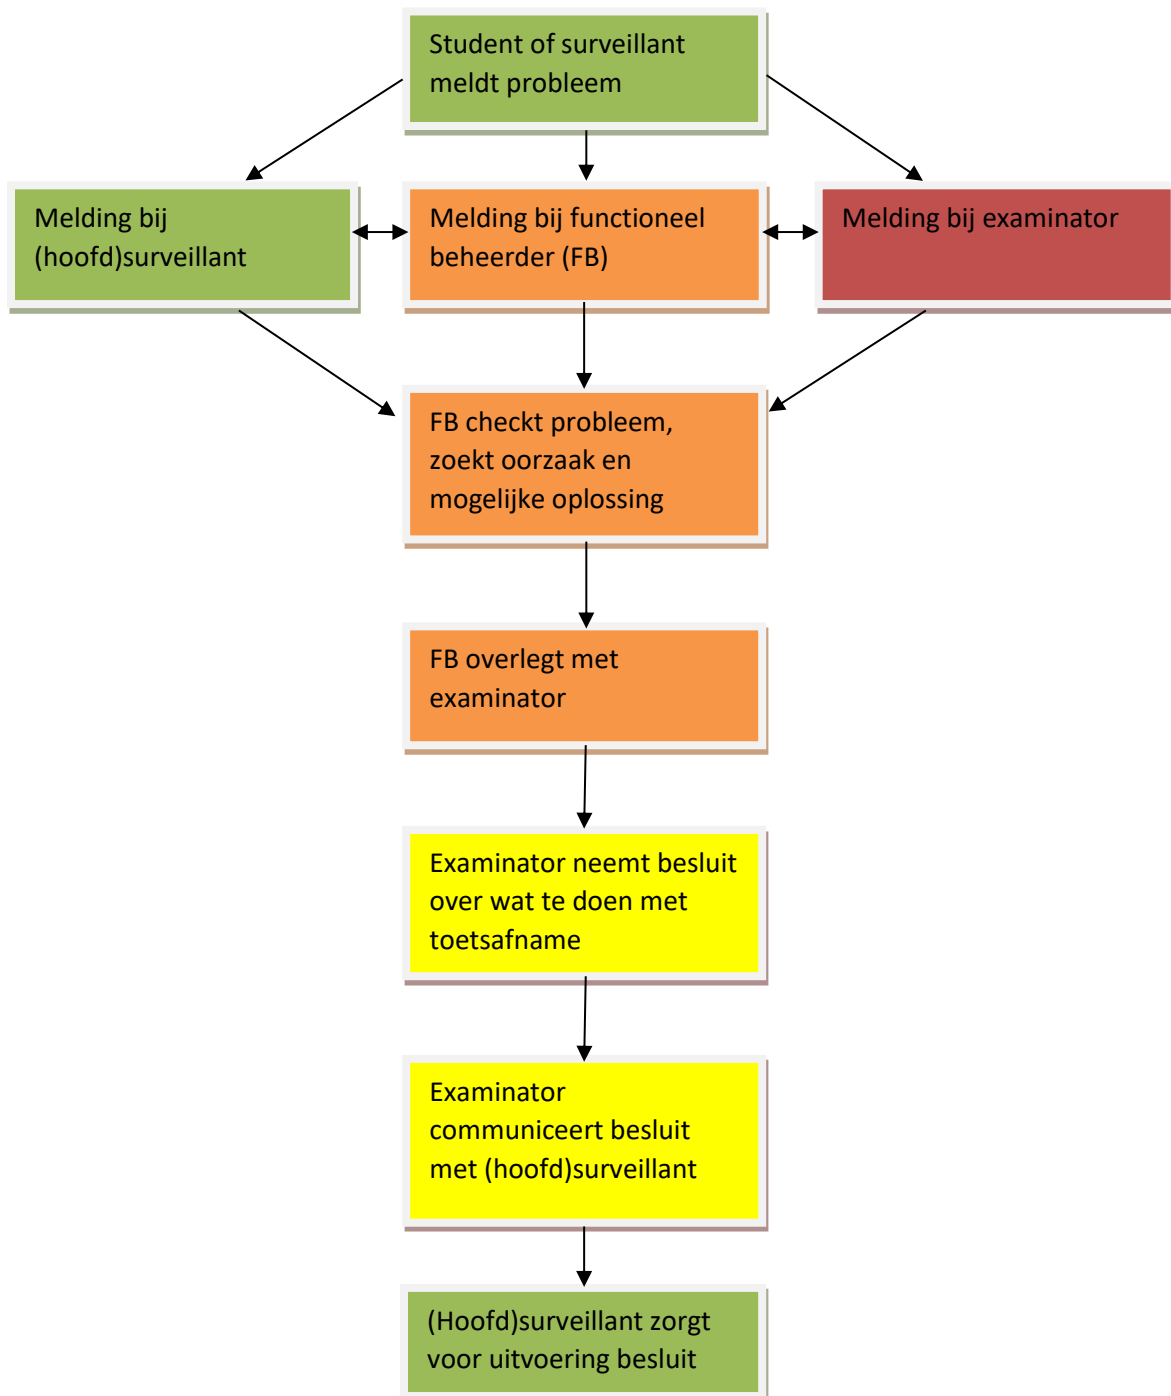 Student of surveillant
meldt probleem
Melding bij
(hoofd)surveillant
Melding bij functioneel
beheerder (FB)
Melding bij examinator
FB checkt probleem,
zoekt oorzaak en
mogelijke oplossing
FB overlegt met
examinator
Examinator neemt besluit
over wat te doen met
toetsafname
Examinator
communiceert besluit
met (hoofd)surveillant
(Hoofd)surveillant zorgt
voor uitvoering besluit